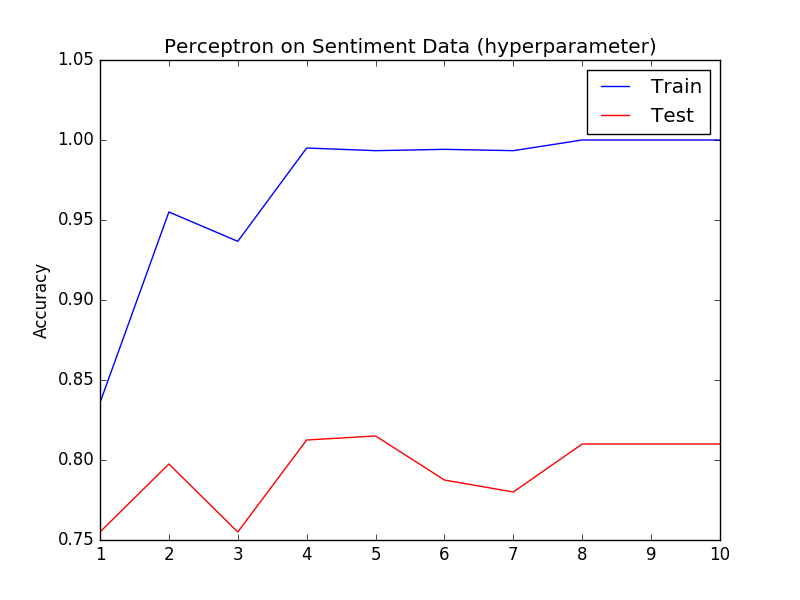 Perceptron on Sentiment Data (hyperparameter)
1.05
1.00
0.95
0.90
0.85
0.80
0.75
Accuracy
Train
Test
1 2 3 4 5 6 7 8 9 10